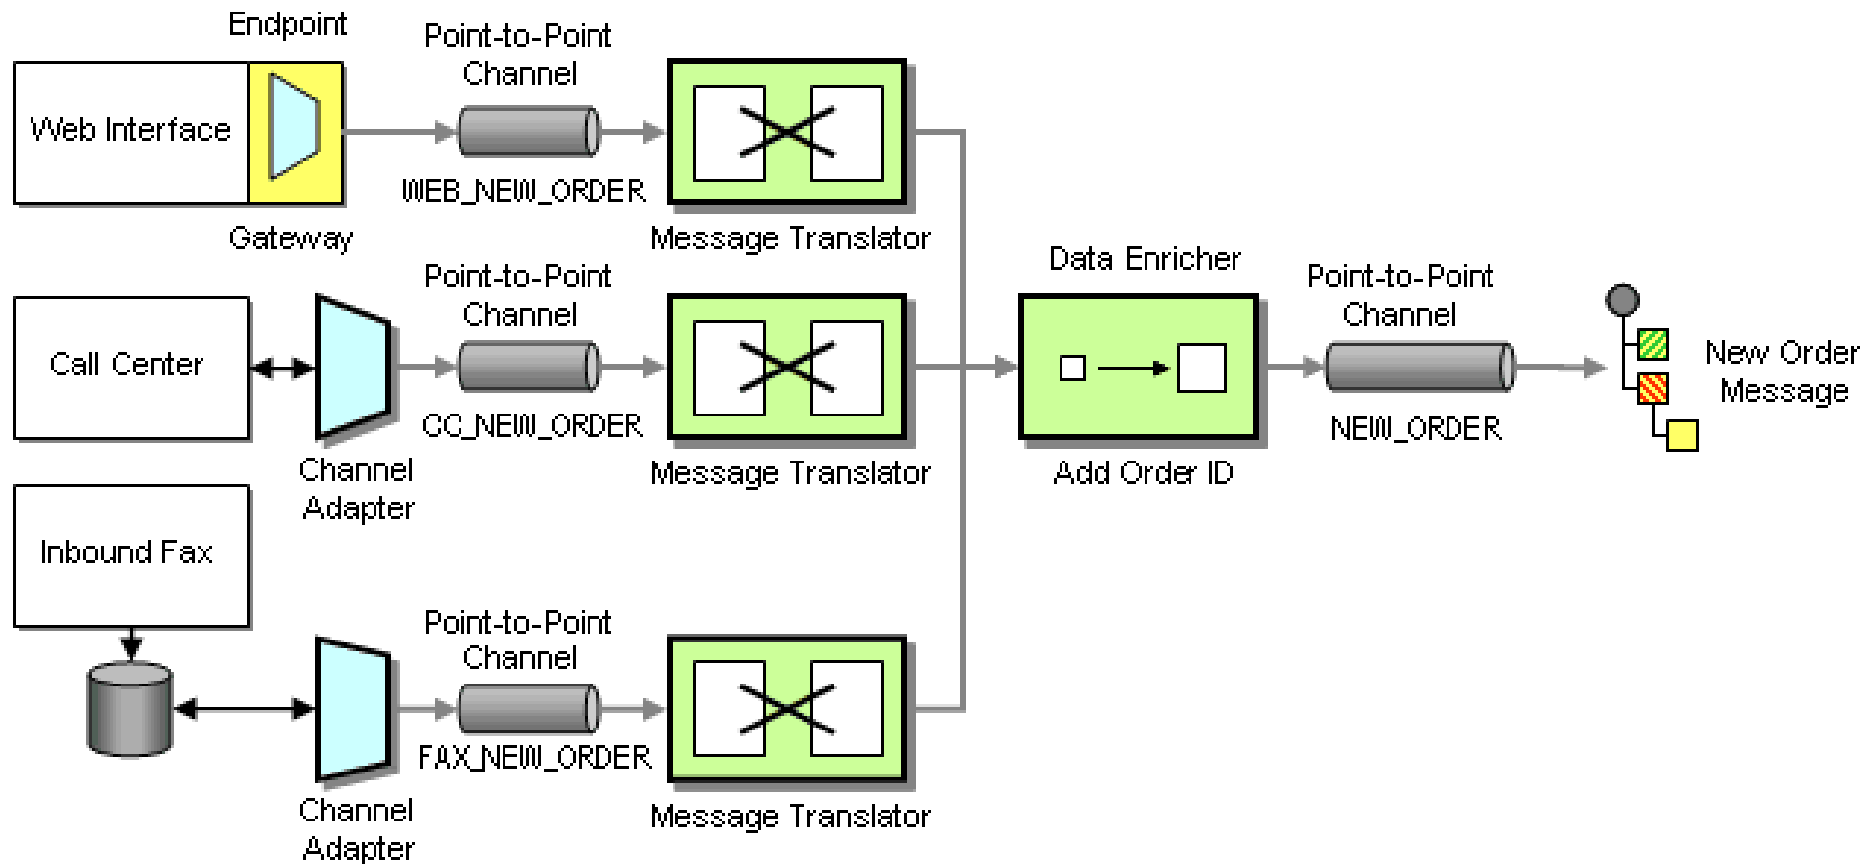 Endpoint
Point-to-Point
Channel
Web Interface
WEB_NEW_ORDER
Gateway
Message Translator
Point-to-Point
Channel
Call Center
CC_NEW_ORDER
Channel
Adapter
Message Translator
Data Enricher
Add Order ID
Point-to-Point
Channel
NEW_ORDER
New Order
Message
Inbound Fax
Point-to-Point
Channel
FAX_NEW_ORDER
Channel
Adapter
Message Translator